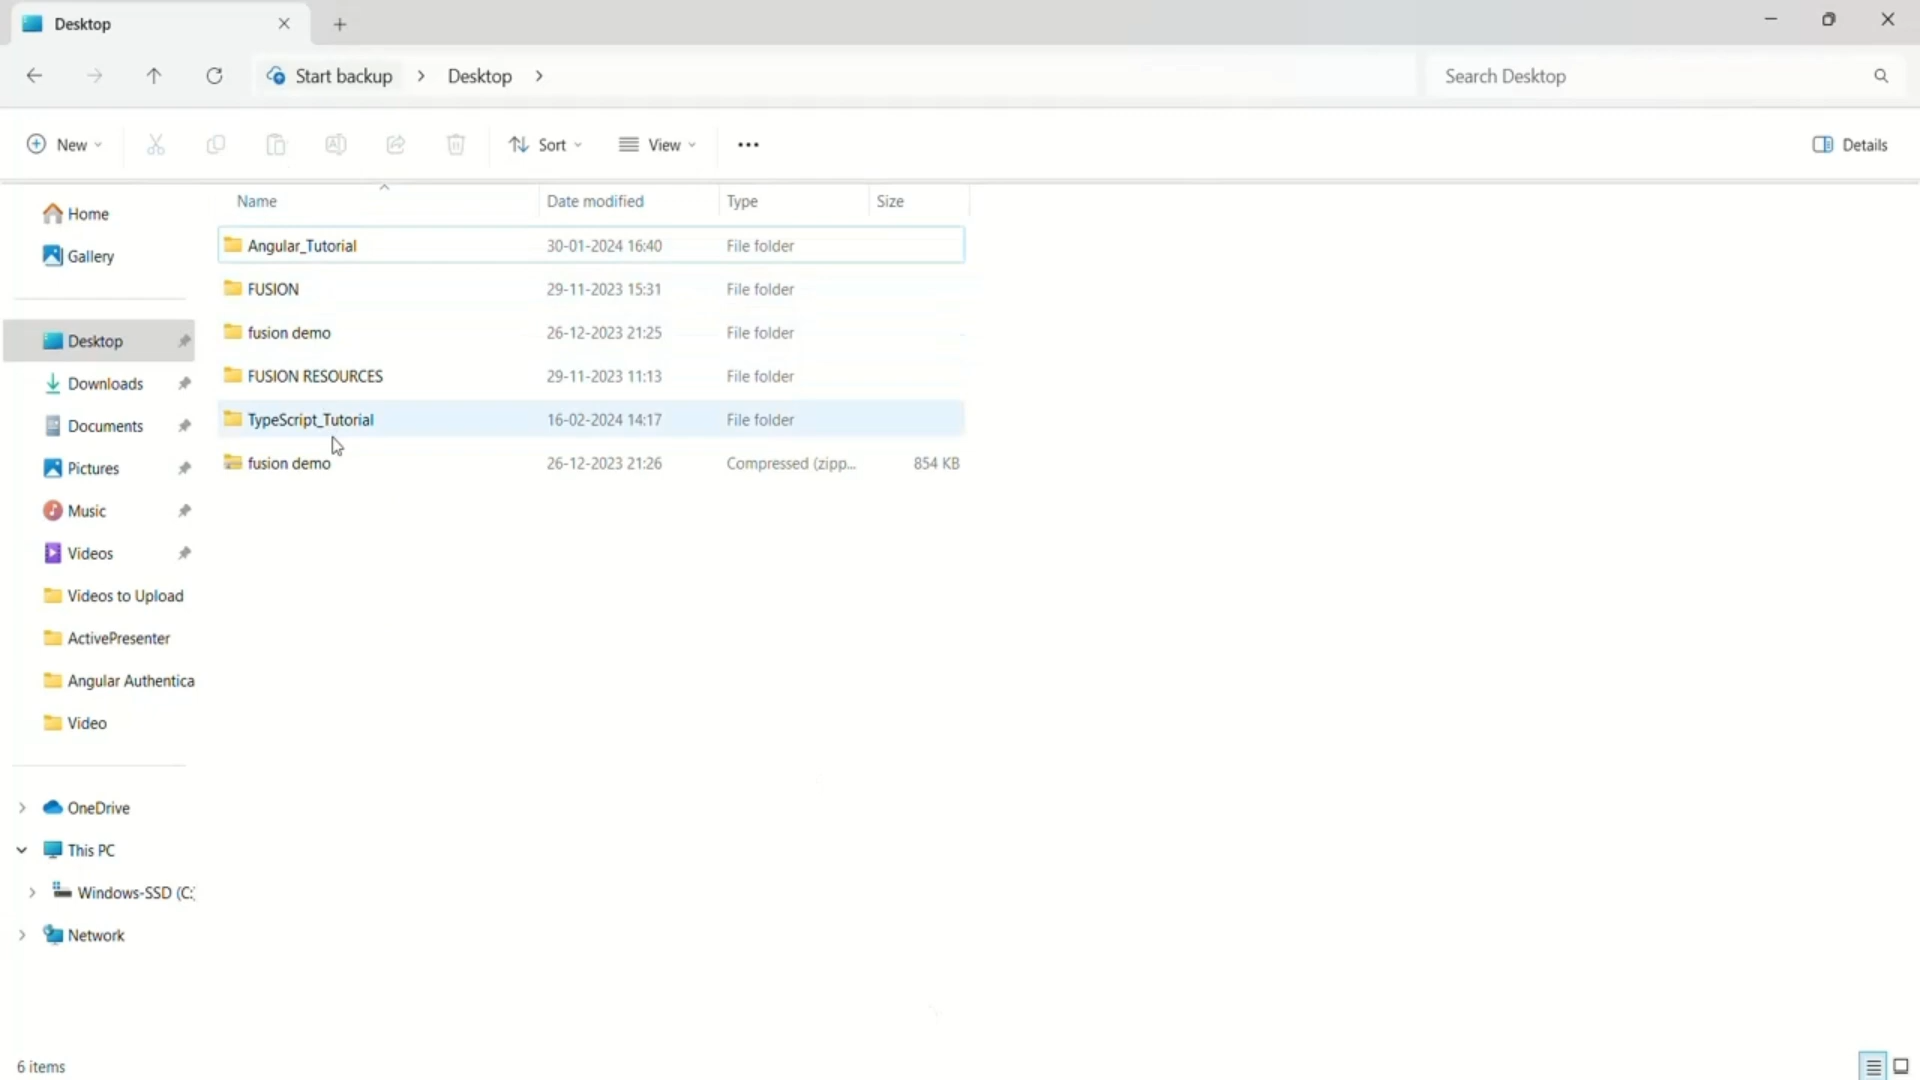 Desktop
Start backup > Desktop >
Search Desktop
New
Sort
View
Details
Name Date modified Type Size
Home
Gallery
Desktop
Downloads
Documents
Pictures
Music
Videos
Videos to Upload
ActivePresenter
Angular Authentica
Video
OneDrive
This PC
Windows-SSD (C:
Network
Angular_Tutorial 30-01-2024 16:40 File folder
FUSION 29-11-2023 15:31 File folder
fusion demo 26-12-2023 21:25 File folder
FUSION RESOURCES 29-11-2023 11:13 File folder
TypeScript_Tutorial 16-02-2024 14:17 File folder
fusion demo 26-12-2023 21:26 Compressed (zipp... 854 KB
6 items